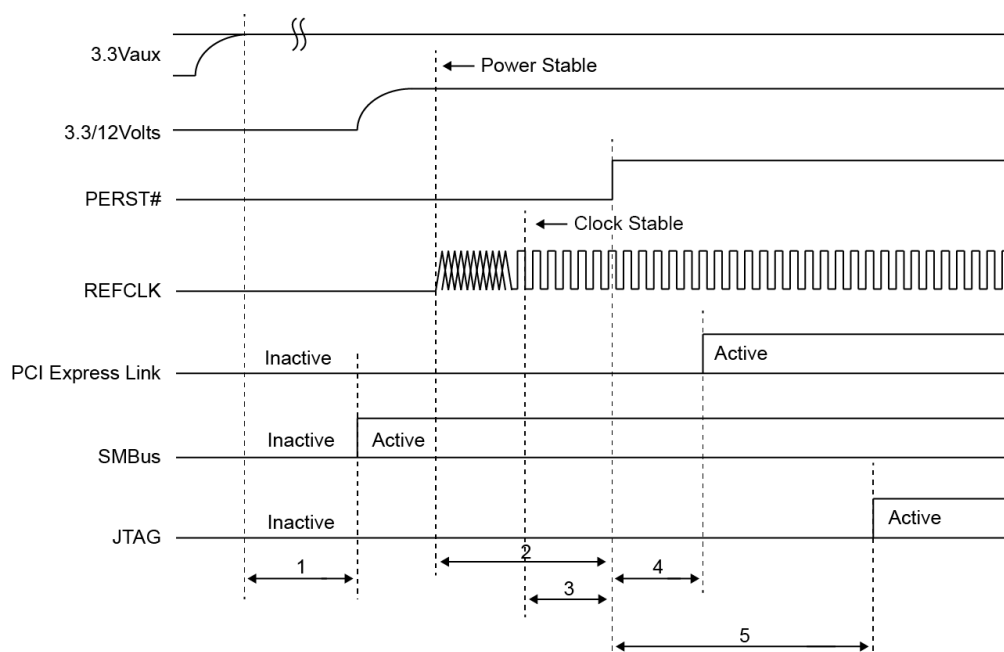 3.3Vaux
← Power Stable
3.3/12Volts
PERST#
← Clock Stable
REFCLK
Inactive
Active
PCI Express Link
Inactive
Active
SMBus
Inactive
Active
JTAG
1
2
3
4
5